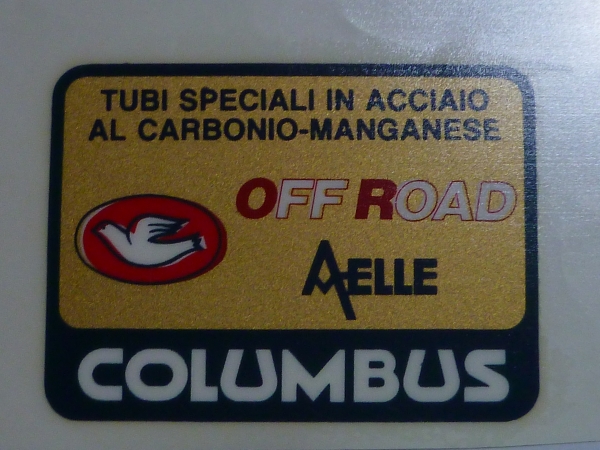 TUBI SPECIALI IN ACCIAIO
AL CARBONIO-MANGANESE
OFF ROAD
AELLE
COLUMBUS